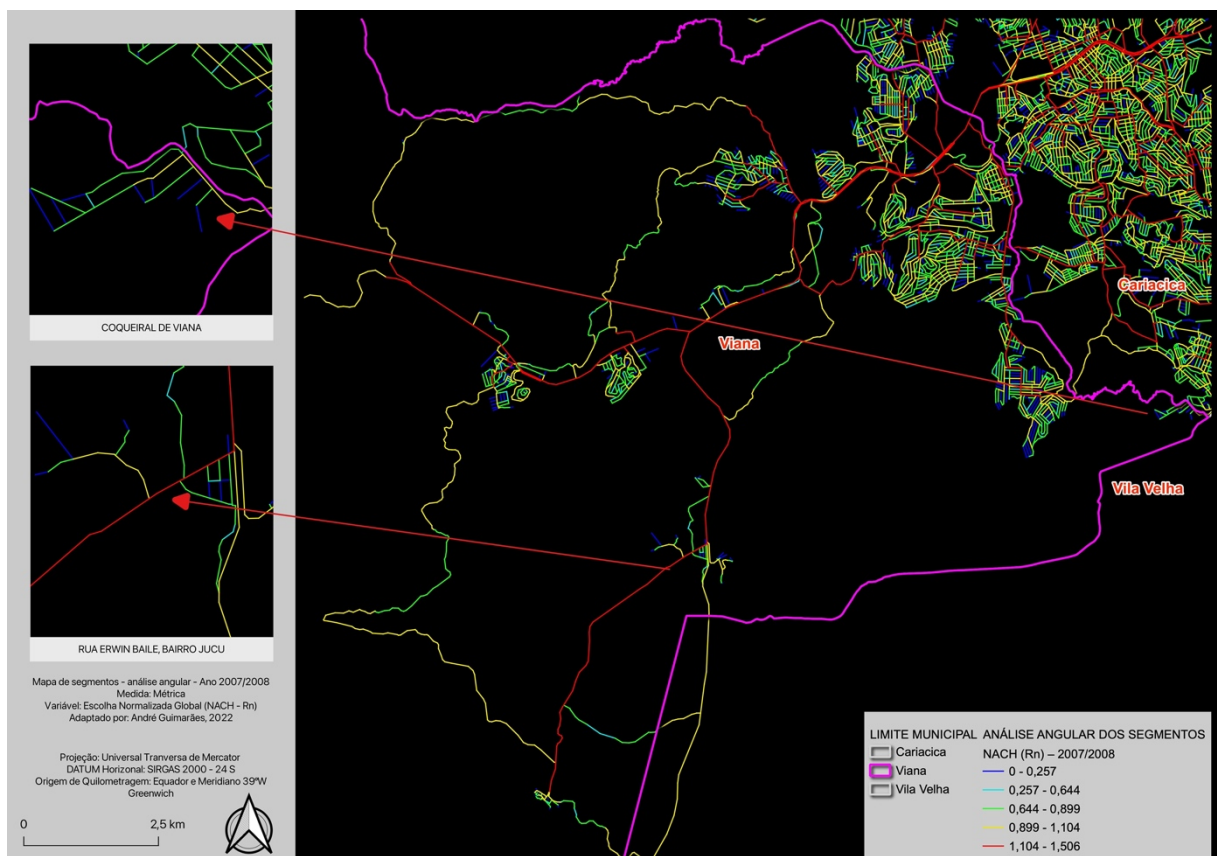 COQUEIRAL DE VIANA
RUA ERWIN BAILE, BAIRRO JUCU
Mapa de segmentos - análise angular - Ano 2007/2008
Medida: Métrica
Variável: Escolha Normalizada Global (NACH - Rn)
Adaptado por: André Guimarães, 2022
Projeção: Universal Tranversa de Mercator
DATUM Horizonal: SIRGAS 2000 - 24 S
Origem de Quilometragem: Equador e Meridiano 39°W
Greenwich
0 2,5 km
Viana
Cariacica
Vila Velha
LIMITE MUNICIPAL
Cariacica
Viana
Vila Velha
ANÁLISE ANGULAR DOS SEGMENTOS
NACH (Rn) – 2007/2008
0 - 0,257
0,257 - 0,644
0,644 - 0,899
0,899 - 1,104
1,104 - 1,506